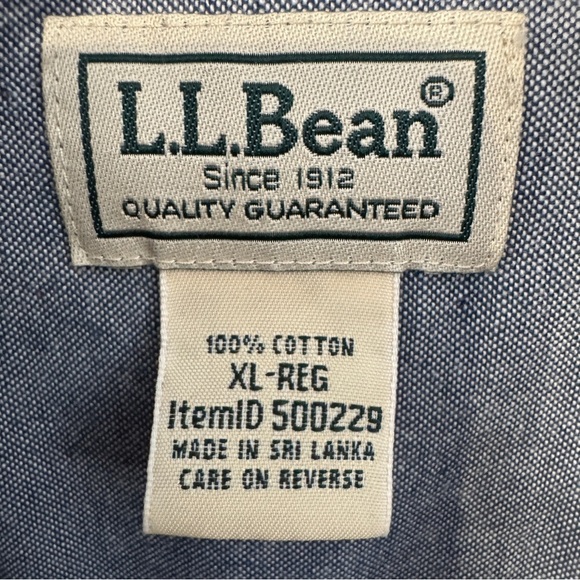 L.L.Bean®
Since 1912
QUALITY GUARANTEED
100% COTTON
XL-REG
ItemID 500229
MADE IN SRI LANKA
CARE ON REVERSE